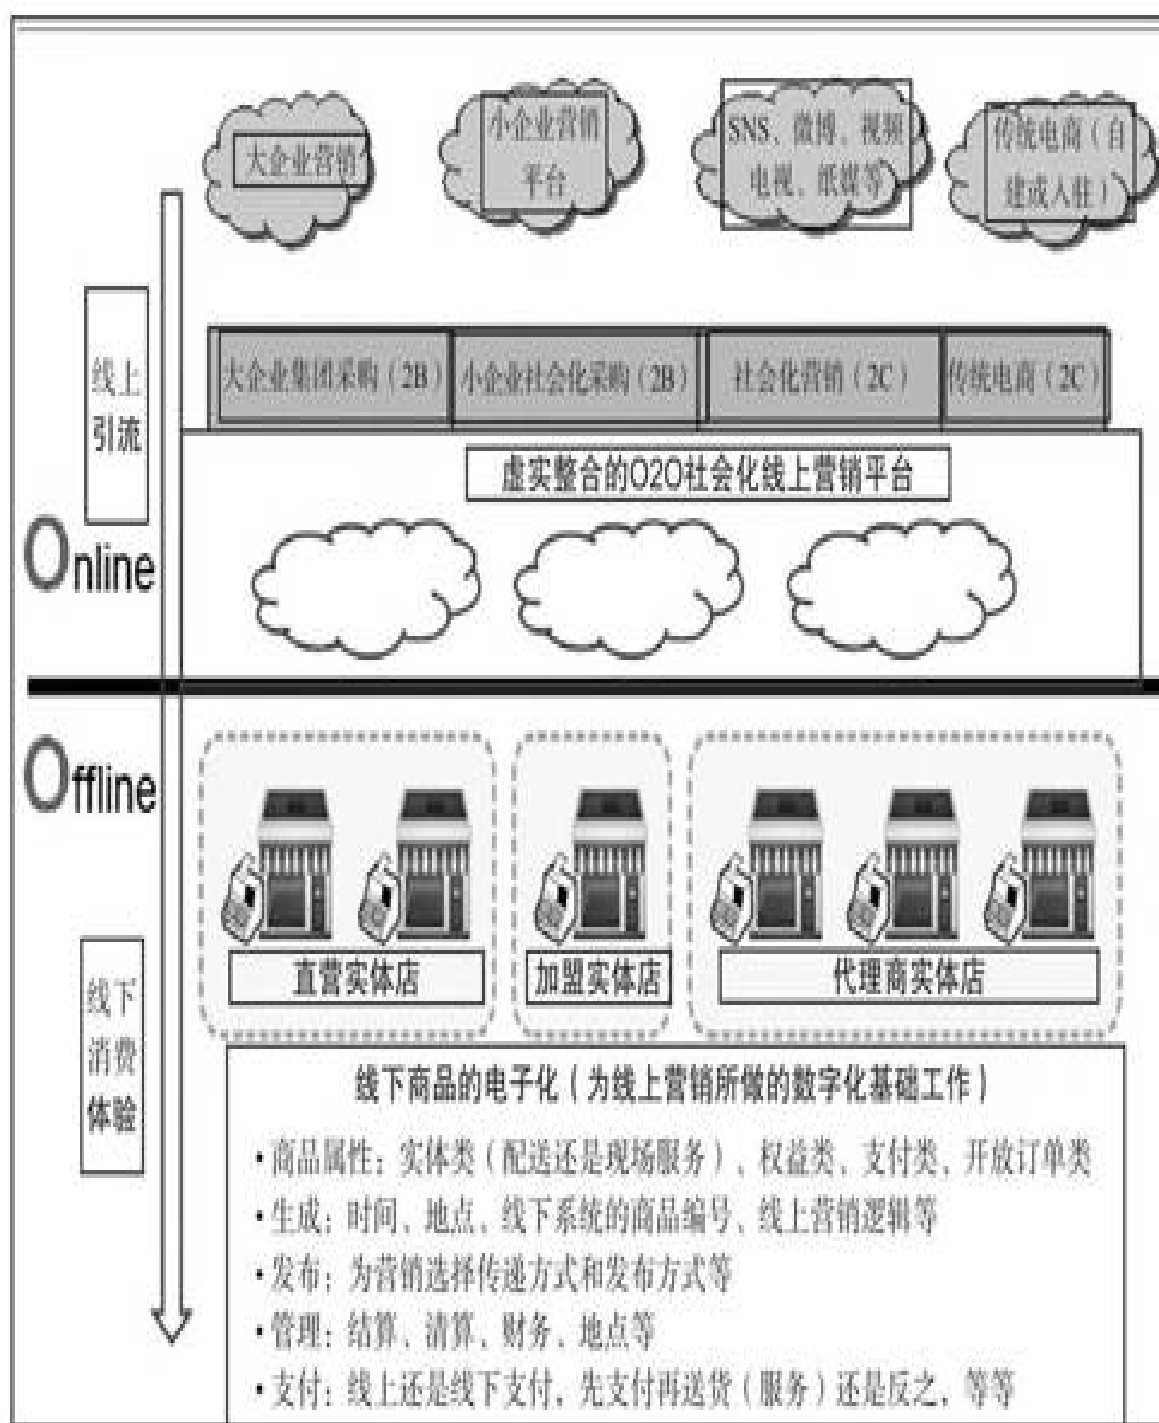 大企业营销
小企业营销
平台
SNS、微博、视频
电视、纸媒等
传统电商（自
建成入驻）
大企业集团采购（2B）
小企业社会化采购（2B）
社会化营销（2C）
传统电商（2C）
线上
引流
虚实整合的O2O社会化线上营销平台
Online
Offline
直营实体店
加盟实体店
代理商实体店
线下
消费
体验
线下商品的电子化（为线上营销所做的数字化基础工作）
•商品属性：实体类（配送还是现场服务）、权益类、支付类、开放订单类
•生成：时间、地点、线下系统的商品编号、线上营销逻辑等
•发布：为营销选择传递方式和发布方式等
•管理：结算、清算、财务、地点等
•支付：线上还是线下支付，先支付再送货（服务）还是反之，等等